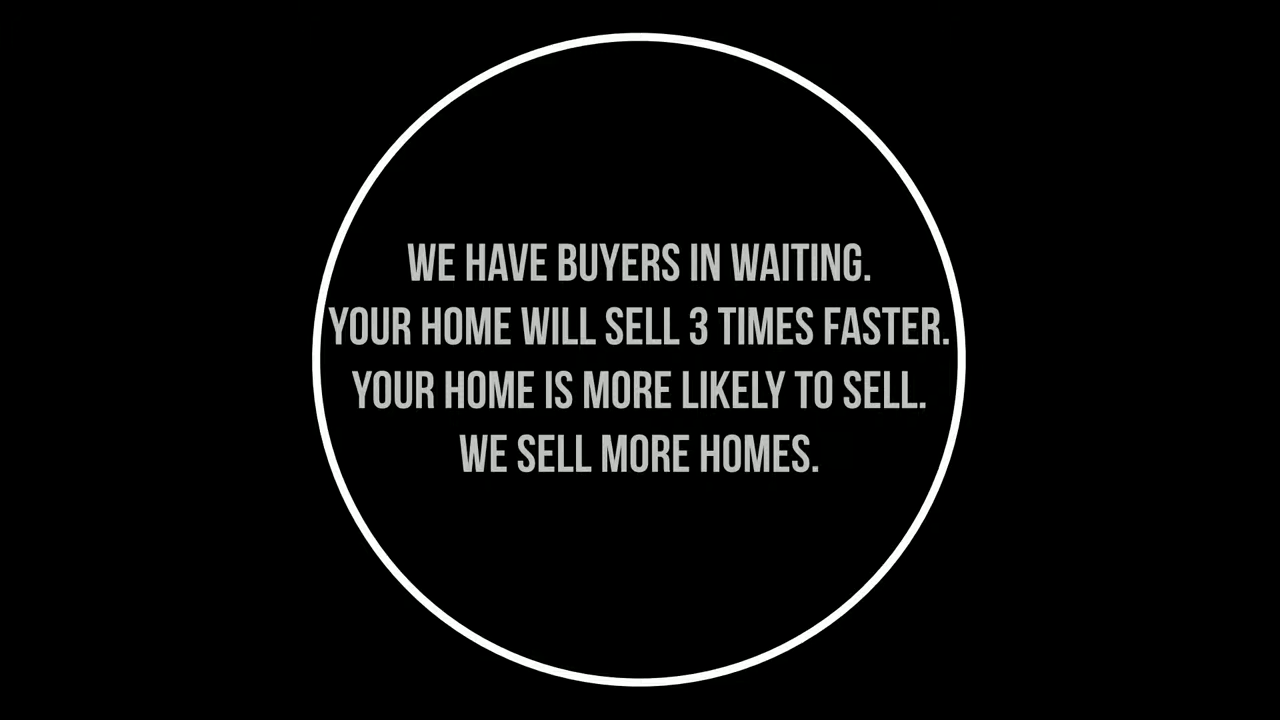 WE HAVE BUYERS IN WAITING.
YOUR HOME WILL SELL 3 TIMES FASTER.
YOUR HOME IS MORE LIKELY TO SELL.
WE SELL MORE HOMES.